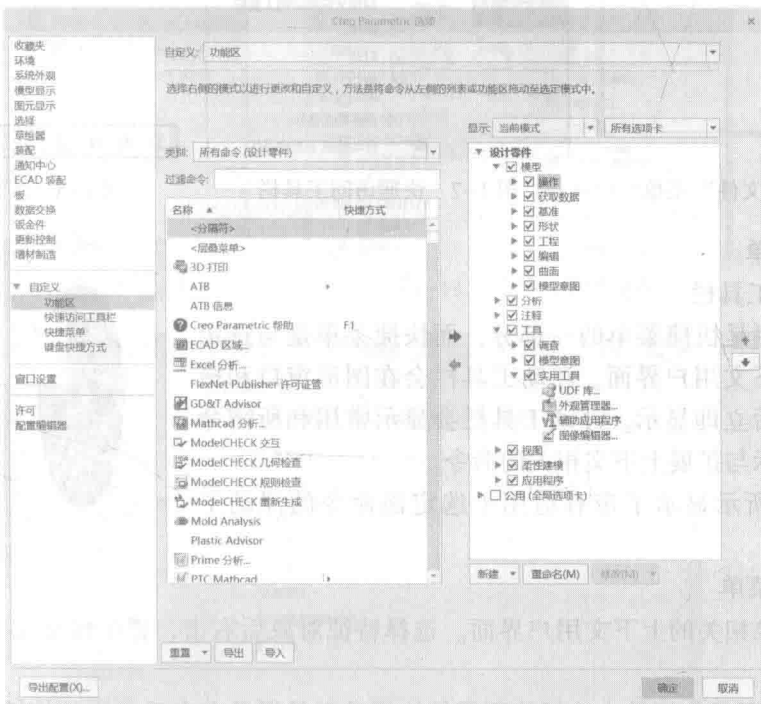 Creo Parametric 选项
收藏夹
环境
系统外观
模型显示
图元显示
选择
草绘器
装配
通知中心
ECAD 装配
板
数据交换
钣金件
更新控制
增材制造
自定义
功能区
快速访问工具栏
快捷菜单
键盘快捷方式
窗口设置
许可
配置编辑器
自定义: 功能区
选择右侧的模式以进行更改和自定义，方法是将命令从左侧的列表或功能区拖动至选定模式中。
类别: 所有命令 (设计零件)
过滤命令:
名称 快捷方式
<分隔符>
<层叠菜单>
3D 打印
ATB
ATB 信息
Creo Parametric 帮助 F1
ECAD 区域...
Excel 分析...
FlexNet Publisher 许可证管
GD&T Advisor
Mathcad 分析...
ModelCHECK 交互
ModelCHECK 几何检查
ModelCHECK 规则检查
ModelCHECK 重新生成
Mold Analysis
Plastic Advisor
Prime 分析...
PTC Mathcad
显示: 当前模式 所有选项卡
设计零件
模型
操作
获取数据
基准
形状
工程
编辑
曲面
模型意图
分析
注释
工具
调查
模型意图
实用工具
UDF 库...
外观管理器...
辅助应用程序
图像编辑器...
视图
柔性建模
应用程序
公用 (全局选项卡)
新建 重命名(M) 修改(M)
重置 导出 导入
导出配置(X)... 确定 取消